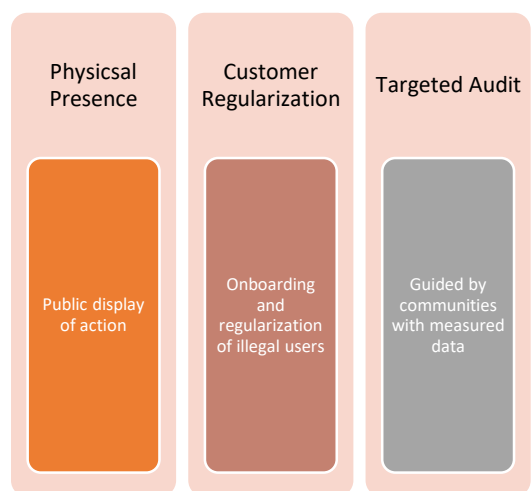 Physicsal
Presence
Public display
of action
Customer
Regularization
Onboarding
and
regularization
of illegal users
Targeted Audit
Guided by
communities
with measured
data